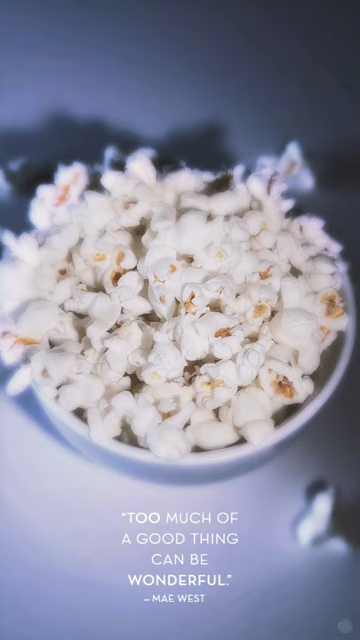 “TOO MUCH OF
A GOOD THING
CAN BE
WONDERFUL.”
– MAE WEST